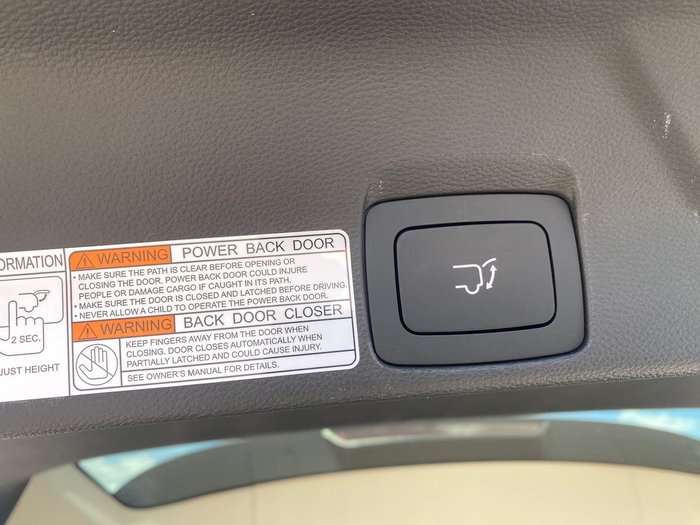 ORMATION
2 SEC.
JUST HEIGHT
WARNING POWER BACK DOOR
• MAKE SURE THE PATH IS CLEAR BEFORE OPENING OR
CLOSING THE DOOR. POWER BACK DOOR COULD INJURE
PEOPLE OR DAMAGE CARGO IF CAUGHT IN ITS PATH.
• MAKE SURE THE DOOR IS CLOSED AND LATCHED BEFORE DRIVING.
• NEVER ALLOW A CHILD TO OPERATE THE POWER BACK DOOR.
WARNING BACK DOOR CLOSER
KEEP FINGERS AWAY FROM THE DOOR WHEN
CLOSING. DOOR CLOSES AUTOMATICALLY WHEN
PARTIALLY LATCHED AND COULD CAUSE INJURY.
SEE OWNER'S MANUAL FOR DETAILS.